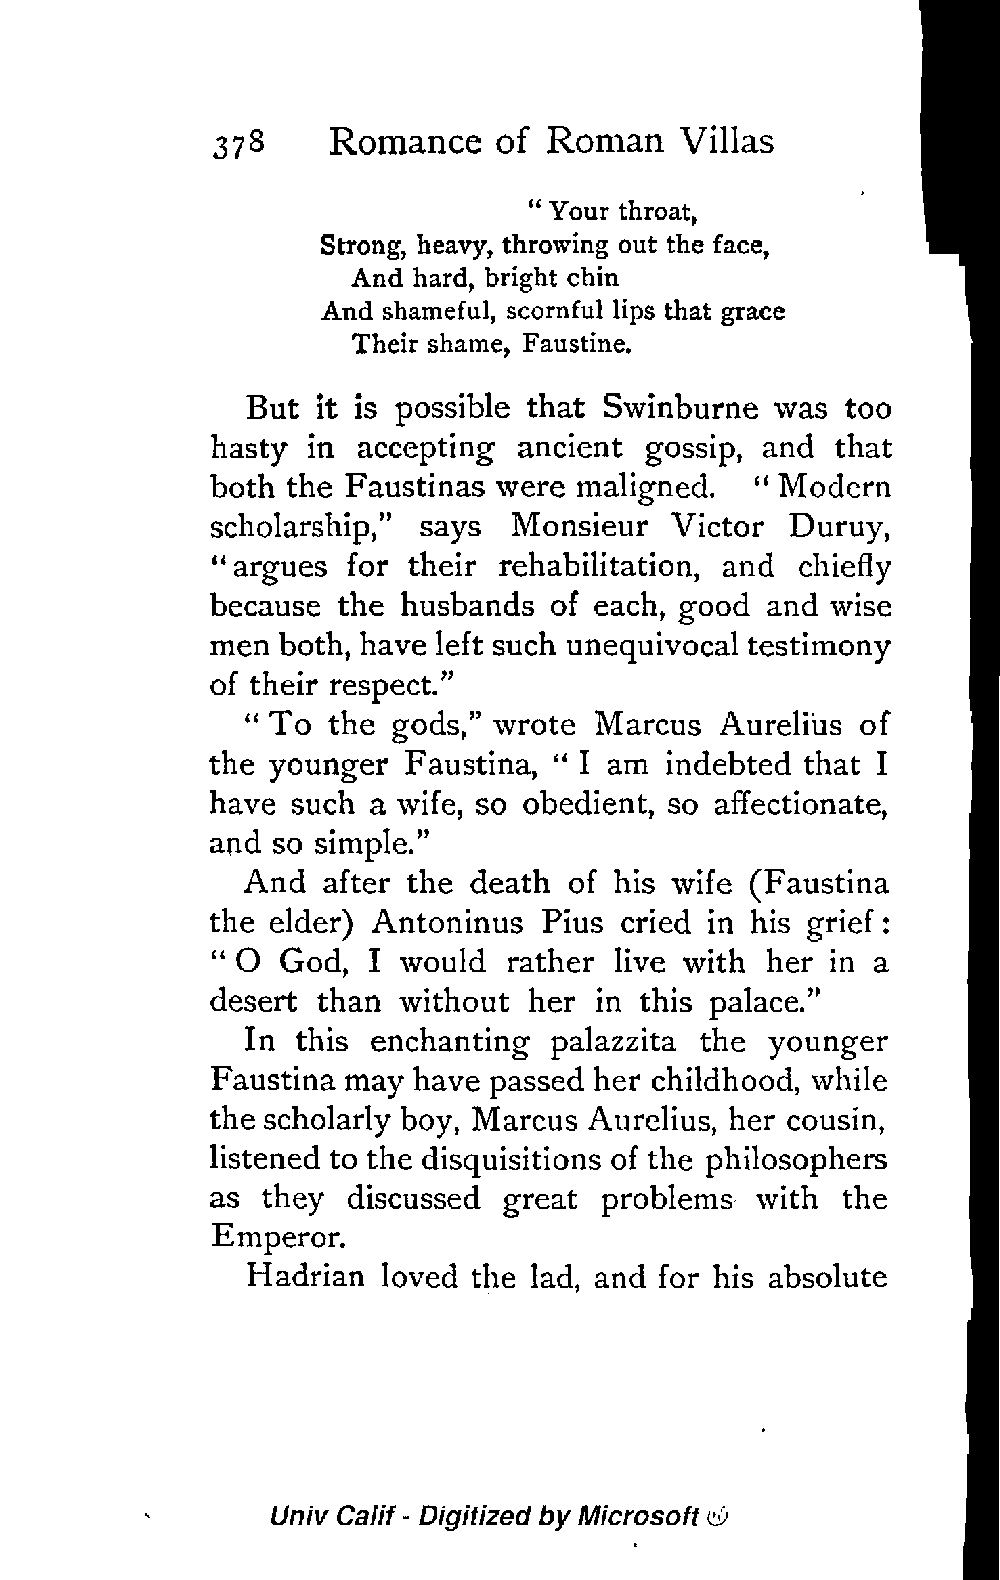 378 Romance of Roman Villas
“ Your throat,
Strong, heavy, throwing out the face,
And hard, bright chin
And shameful, scornful lips that grace
Their shame, Faustine.
But it is possible that Swinburne was too
hasty in accepting ancient gossip, and that
both the Faustinas were maligned. “ Modern
scholarship,” says Monsieur Victor Duruy,
“ argues for their rehabilitation, and chiefly
because the husbands of each, good and wise
men both, have left such unequivocal testimony
of their respect.”
“ To the gods,” wrote Marcus Aurelius of
the younger Faustina, “ I am indebted that I
have such a wife, so obedient, so affectionate,
and so simple.”
And after the death of his wife (Faustina
the elder) Antoninus Pius cried in his grief :
“ O God, I would rather live with her in a
desert than without her in this palace.”
In this enchanting palazzita the younger
Faustina may have passed her childhood, while
the scholarly boy, Marcus Aurelius, her cousin,
listened to the disquisitions of the philosophers
as they discussed great problems with the
Emperor.
Hadrian loved the lad, and for his absolute
Univ Calif - Digitized by Microsoft ®